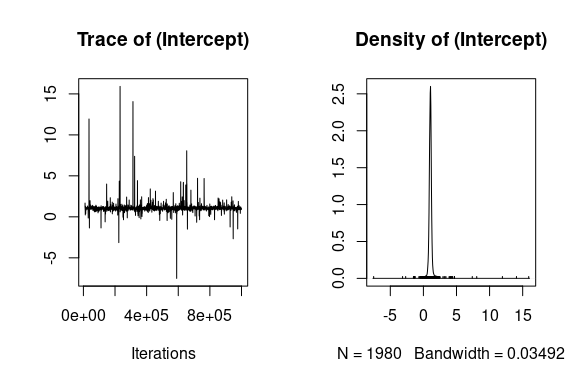 Trace of (Intercept)
15
10
5
0
-5
0e+00 4e+05 8e+05
Iterations
Density of (Intercept)
2.5
2.0
1.5
1.0
0.5
0.0
-5 0 5 10 15
N = 1980 Bandwidth = 0.03492